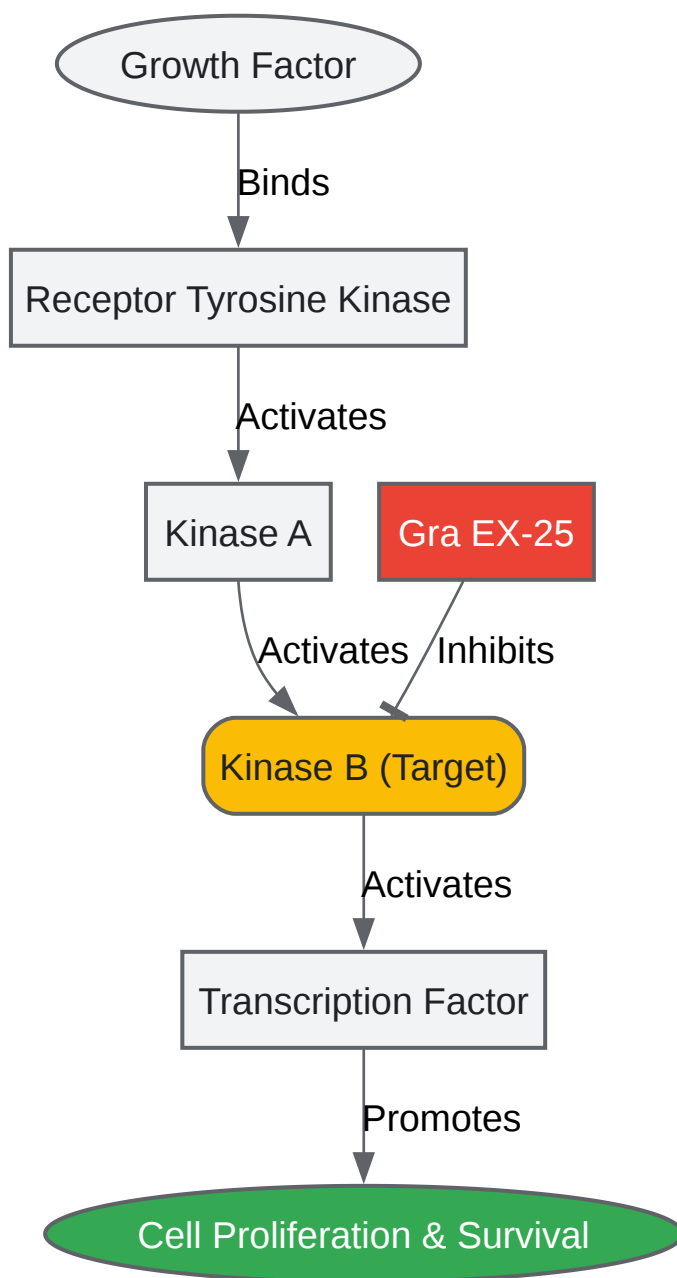 Growth Factor
Binds
Receptor Tyrosine Kinase
Activates
Kinase A
Gra EX-25
Activates
Inhibits
Kinase B (Target)
Activates
Transcription Factor
Promotes
Cell Proliferation & Survival